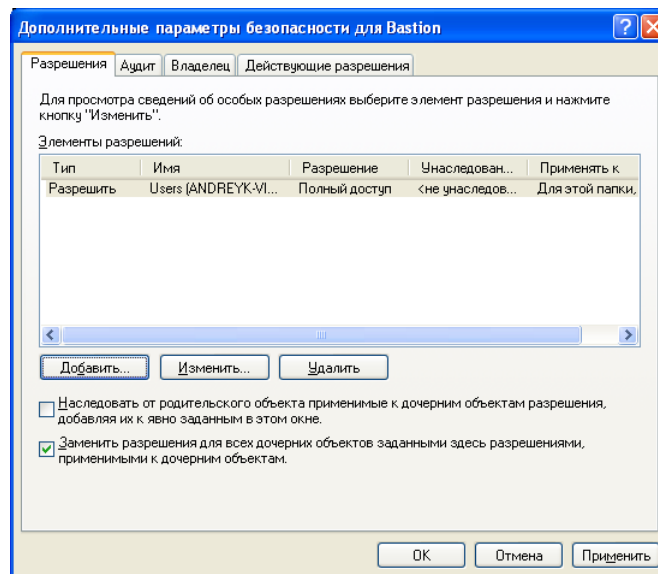 Дополнительные параметры безопасности для Bastion
Разрешения Аудит Владелец Действующие разрешения
Для просмотра сведений об особых разрешениях выберите элемент разрешения и нажмите
кнопку "Изменить".
Элементы разрешений:
Тип Имя Разрешение Унаследован... Применять к
Разрешить Users (ANDREYK-VI... Полный доступ <не унаследов... Для этой папки,
Добавить... Изменить... Удалить
Наследовать от родительского объекта применимые к дочерним объектам разрешения,
добавляя их к явно заданным в этом окне.
Заменить разрешения для всех дочерних объектов заданными здесь разрешениями,
применимыми к дочерним объектам.
OK Отмена Применить